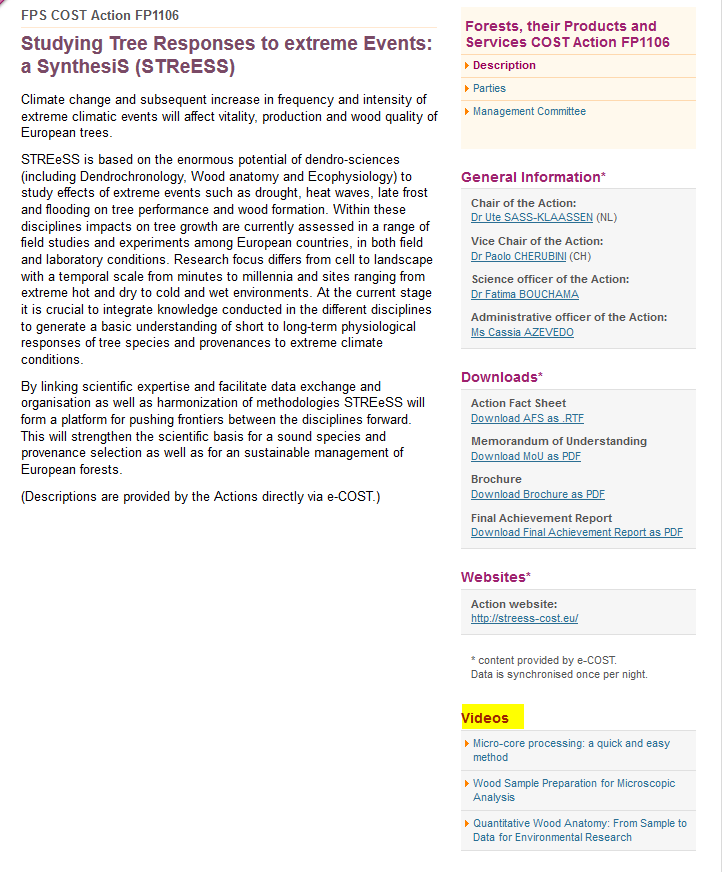 FPS COST Action FP1106
Studying Tree Responses to extreme Events:
a SynthesiS (STReESS)
Climate change and subsequent increase in frequency and intensity of
extreme climatic events will affect vitality, production and wood quality of
European trees.
STREeSS is based on the enormous potential of dendro-sciences
(including Dendrochronology, Wood anatomy and Ecophysiology) to
study effects of extreme events such as drought, heat waves, late frost
and flooding on tree performance and wood formation. Within these
disciplines impacts on tree growth are currently assessed in a range of
field studies and experiments among European countries, in both field
and laboratory conditions. Research focus differs from cell to landscape
with a temporal scale from minutes to millennia and sites ranging from
extreme hot and dry to cold and wet environments. At the current stage
it is crucial to integrate knowledge conducted in the different disciplines
to generate a basic understanding of short to long-term physiological
responses of tree species and provenances to extreme climate
conditions.
By linking scientific expertise and facilitate data exchange and
organisation as well as harmonization of methodologies STREeSS will
form a platform for pushing frontiers between the disciplines forward.
This will strengthen the scientific basis for a sound species and
provenance selection as well as for an sustainable management of
European forests.
(Descriptions are provided by the Actions directly via e-COST.)
Forests, their Products and
Services COST Action FP1106
Description
Parties
Management Committee
General Information*
Chair of the Action:
Dr Ute SASS-KLAASSEN (NL)
Vice Chair of the Action:
Dr Paolo CHERUBINI (CH)
Science officer of the Action:
Dr Fatima BOUCHAMA
Administrative officer of the Action:
Ms Cassia AZEVEDO
Downloads*
Action Fact Sheet
Download AFS as .RTF
Memorandum of Understanding
Download MoU as PDF
Brochure
Download Brochure as PDF
Final Achievement Report
Download Final Achievement Report as PDF
Websites*
Action website:
http://streess-cost.eu/
* content provided by e-COST.
Data is synchronised once per night.
Videos
Micro-core processing: a quick and easy
method
Wood Sample Preparation for Microscopic
Analysis
Quantitative Wood Anatomy: From Sample to
Data for Environmental Research